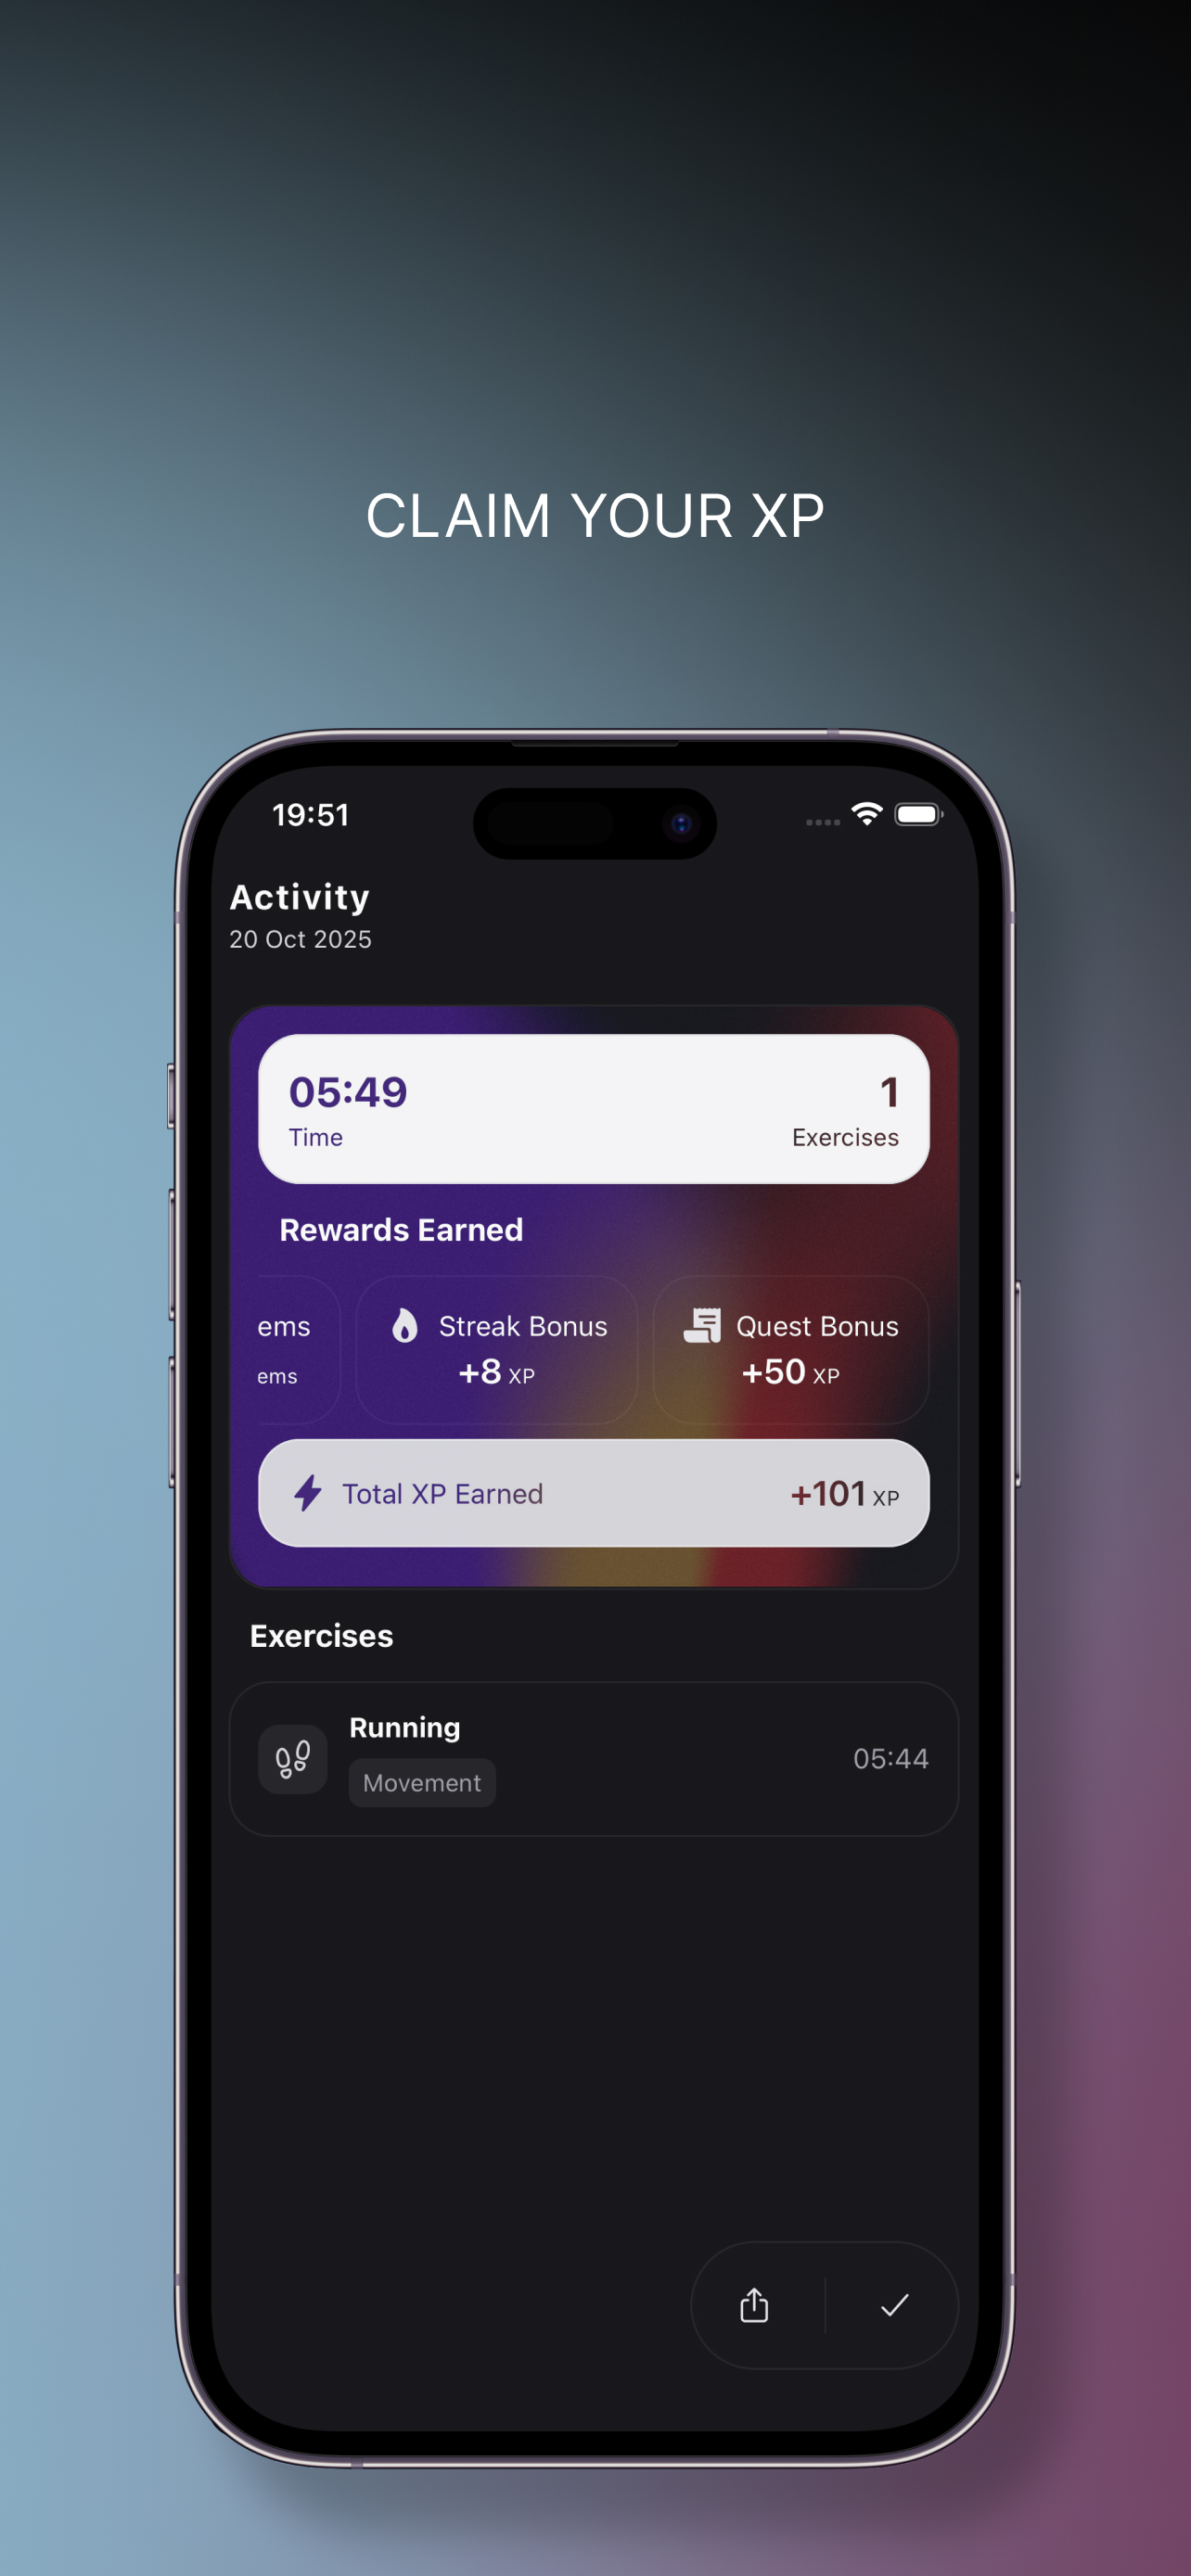 CLAIM YOUR XP
19:51
Activity
20 Oct 2025
05:49 1
Time Exercises
Rewards Earned
ems Streak Bonus Quest Bonus
ems +8 XP +50 XP
Total XP Earned +101 XP
Exercises
Running
Movement 05:44